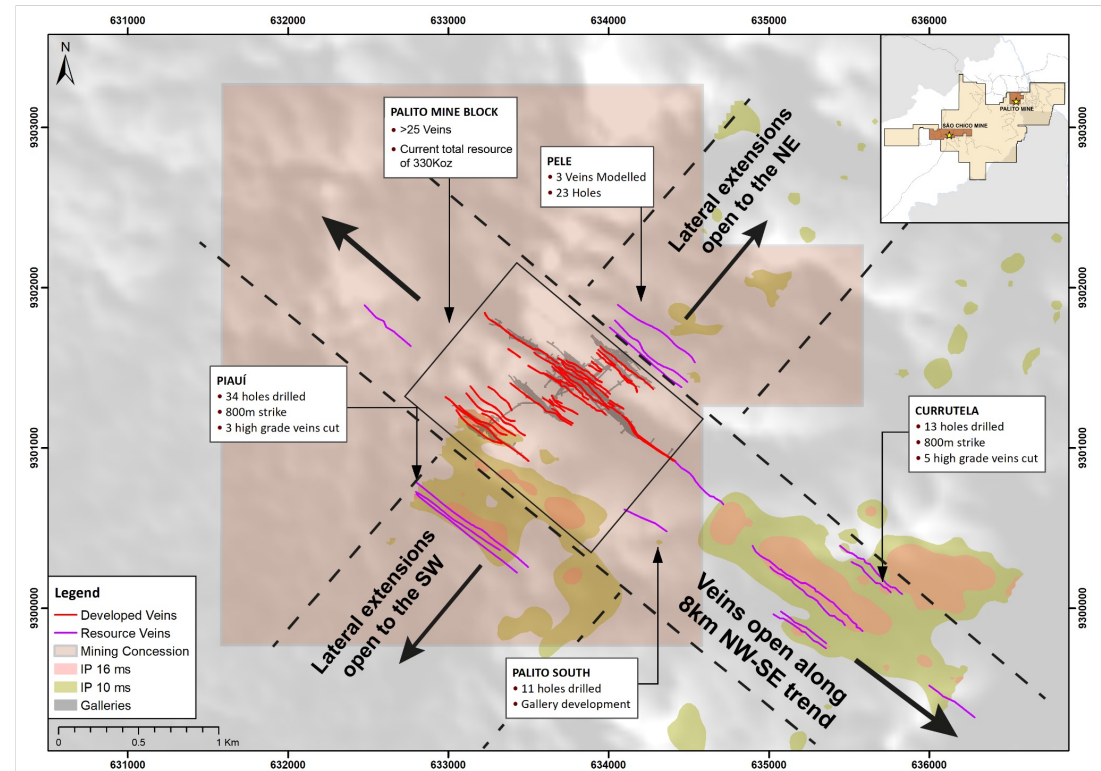 631000 632000 633000 634000 635000 636000
N
9303000
9302000
9301000
9300000
9303000
9302000
9301000
9300000
PALITO MINE BLOCK
• >25 Veins
• Current total resource
of 330Koz
PELE
• 3 Veins Modelled
• 23 Holes
Lateral extensions
open to the NE
PALITO MINE
SÃO CHICO MINE
PIAUÍ
• 34 holes drilled
• 800m strike
• 3 high grade veins cut
CURRUTELA
• 13 holes drilled
• 800m strike
• 5 high grade veins cut
Lateral extensions
open to the SW
Veins open along
8km NW-SE trend
PALITO SOUTH
• 11 holes drilled
• Gallery development
Legend
Developed Veins
Resource Veins
Mining Concession
IP 16 ms
IP 10 ms
Galleries
0 0.5 1 Km
631000 632000 633000 634000 635000 636000